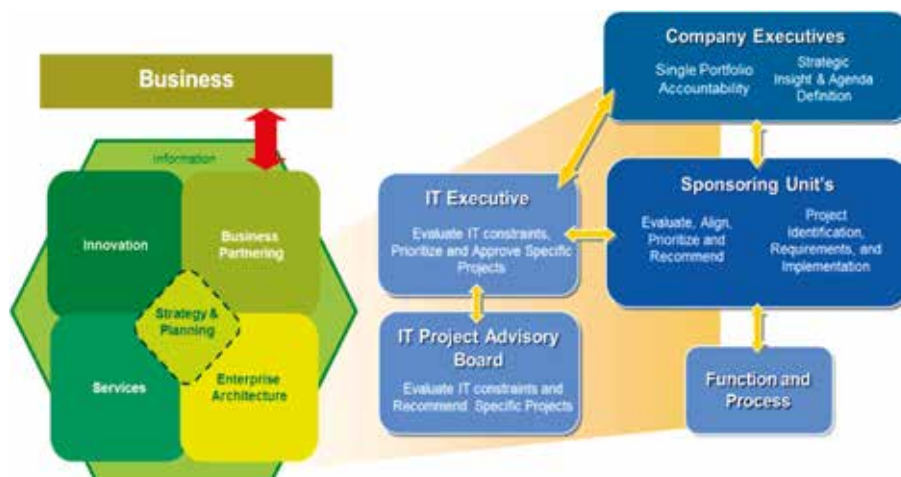 Business
Information
Innovation
Business
Partnering
Strategy &
Planning
Services
Enterprise
Architecture
Company Executives
Single Portfolio
Accountability
Strategic
Insight & Agenda
Definition
IT Executive
Evaluate IT constraints,
Prioritize and Approve Specific
Projects
Sponsoring Unit's
Evaluate, Align,
Prioritize and
Recommend
Project
Identification,
Requirements, and
Implementation
IT Project Advisory
Board
Evaluate IT constraints and
Recommend Specific Projects
Function and
Process